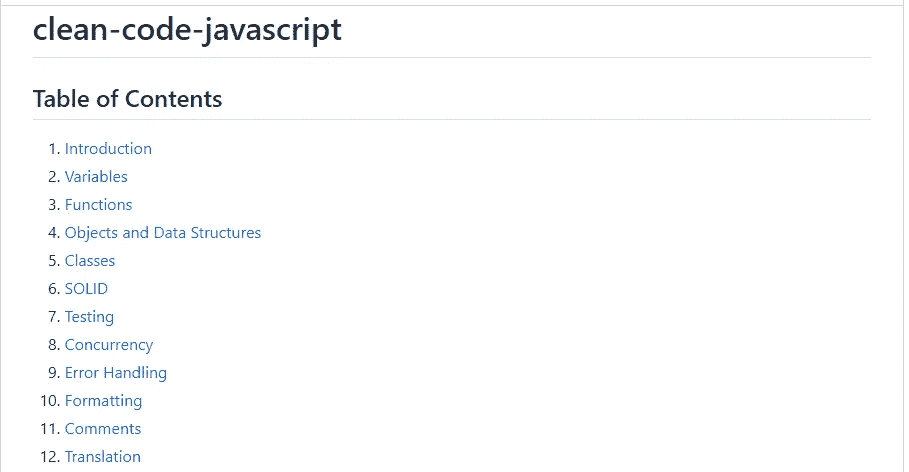 clean-code-javascript
Table of Contents
1. Introduction
2. Variables
3. Functions
4. Objects and Data Structures
5. Classes
6. SOLID
7. Testing
8. Concurrency
9. Error Handling
10. Formatting
11. Comments
12. Translation